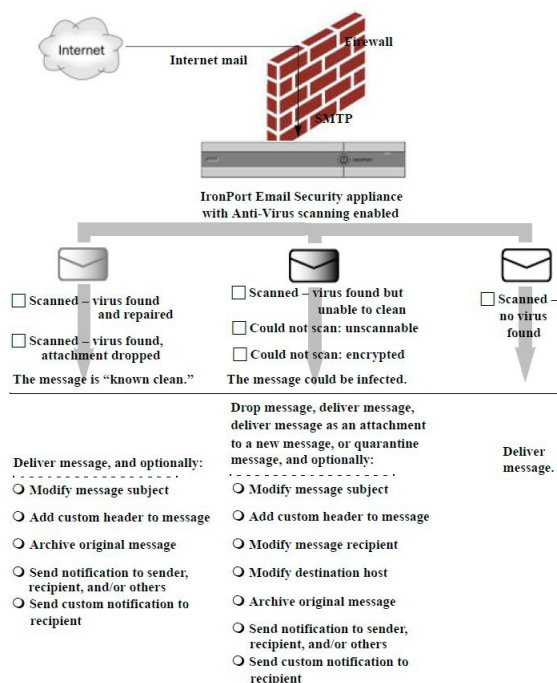 Internet
Firewall
Internet mail
SMTP
IronPort Email Security appliance
with Anti-Virus scanning enabled
Scanned – virus found
and repaired
Scanned – virus found,
attachment dropped
The message is “known clean.”
Scanned – virus found but
unable to clean
Could not scan: unscannable
Could not scan: encrypted
The message could be infected.
Scanned –
no virus
found
Deliver message, and optionally:
Modify message subject
Add custom header to message
Archive original message
Send notification to sender,
recipient, and/or others
Send custom notification to
recipient
Drop message, deliver message,
deliver message as an attachment
to a new message, or quarantine
message, and optionally:
Modify message subject
Add custom header to message
Modify message recipient
Modify destination host
Archive original message
Send notification to sender,
recipient, and/or others
Send custom notification to
recipient
Deliver
message.